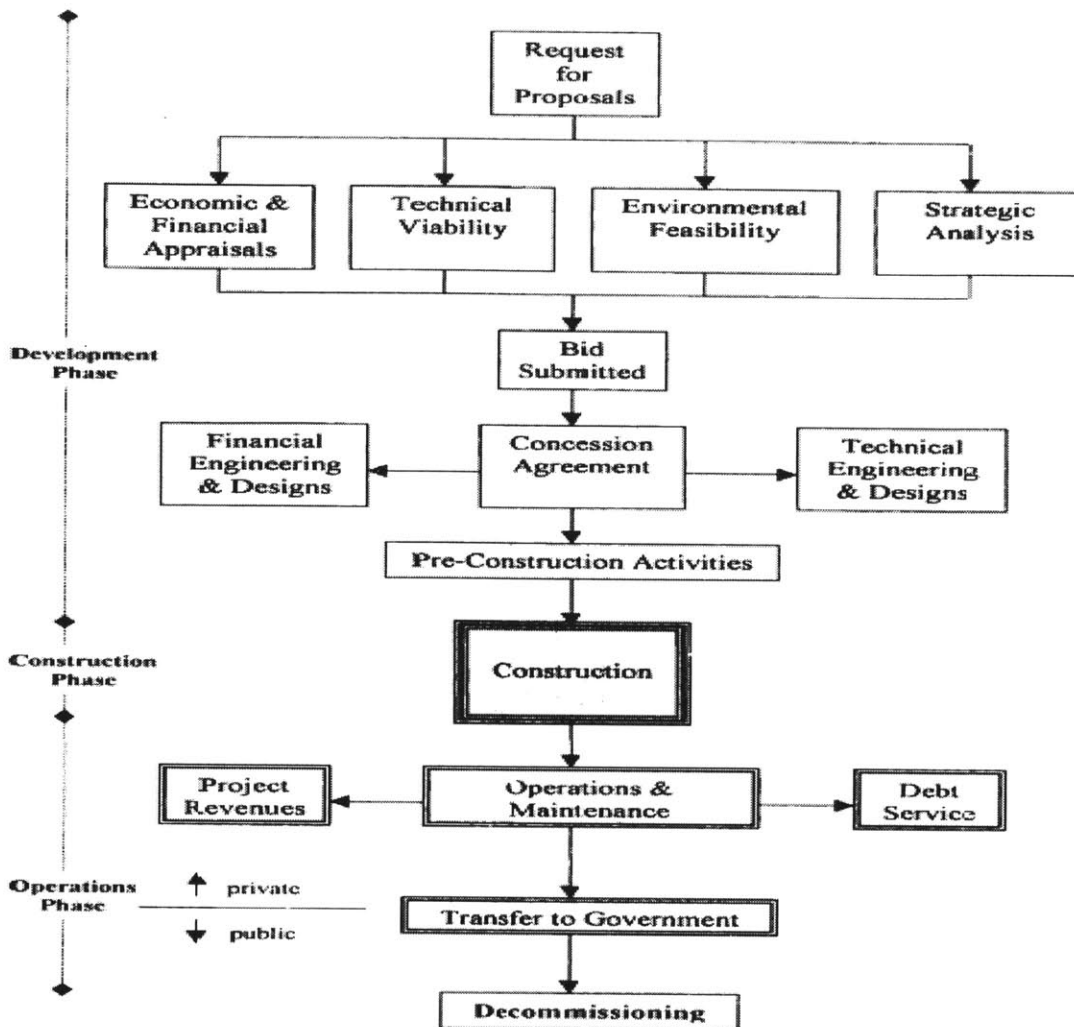 Request
for
Proposals
Economic &
Financial
Appraisals
Technical
Viability
Environmental
Feasibility
Strategic
Analysis
Bid
Submitted
Development
Phase
Financial
Engineering
& Designs
Concession
Agreement
Technical
Engineering
& Designs
Pre-Construction Activities
Construction
Phase
Construction
Project
Revenues
Operations &
Maintenance
Debt
Service
Operations
Phase
private
public
Transfer to Government
Decommissioning